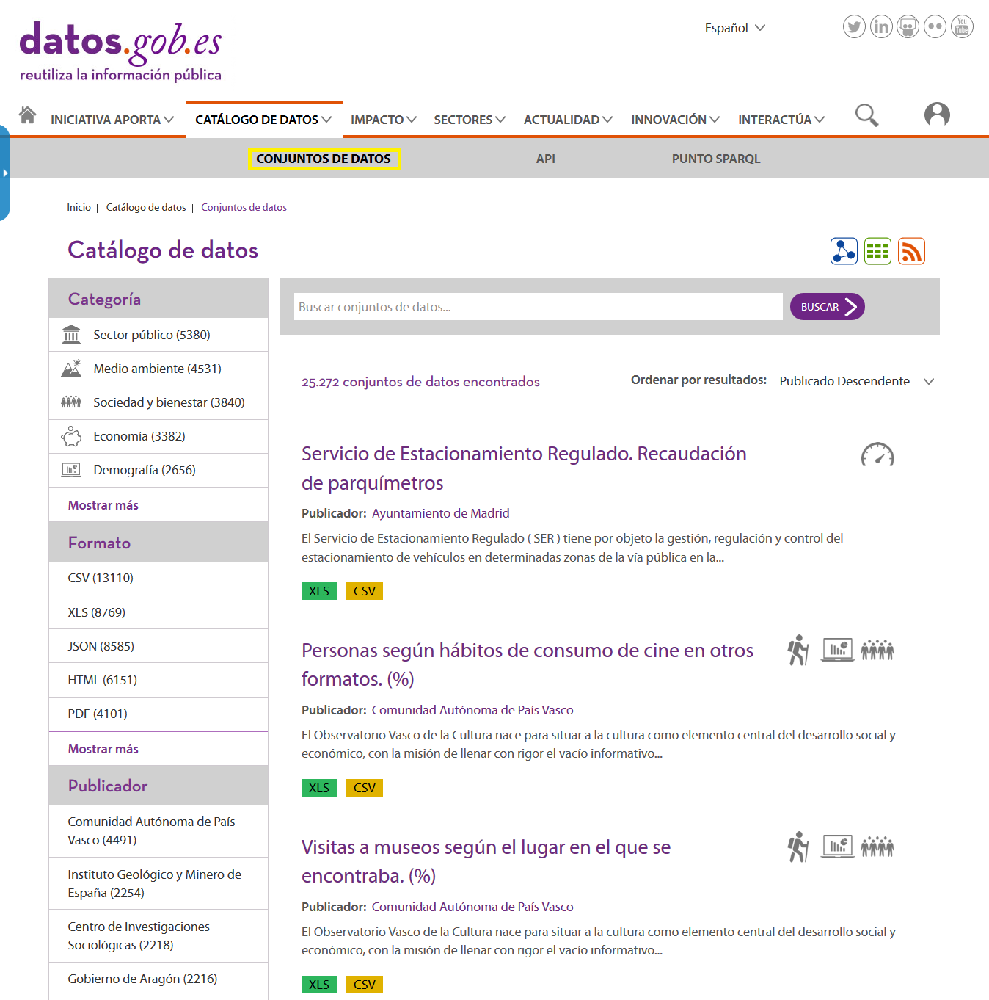 datos.gob.es
reutiliza la información pública
Español
You
Tube
INICIATIVA APORTA
CATÁLOGO DE DATOS
IMPACTO
SECTORES
ACTUALIDAD
INNOVACIÓN
INTERACTÚA
CONJUNTOS DE DATOS
API
PUNTO SPARQL
Inicio | Catálogo de datos | Conjuntos de datos
Catálogo de datos
Categoría
Sector público (5380)
Medio ambiente (4531)
Sociedad y bienestar (3840)
Economía (3382)
Demografía (2656)
Mostrar más
Formato
CSV (13110)
XLS (8769)
JSON (8585)
HTML (6151)
PDF (4101)
Mostrar más
Publicador
Comunidad Autónoma de País
Vasco (4491)
Instituto Geológico y Minero de
España (2254)
Centro de Investigaciones
Sociológicas (2218)
Gobierno de Aragón (2216)
Buscar conjuntos de datos...
BUSCAR
25.272 conjuntos de datos encontrados
Ordenar por resultados: Publicado Descendente
Servicio de Estacionamiento Regulado. Recaudación
de parquímetros
Publicador: Ayuntamiento de Madrid
El Servicio de Estacionamiento Regulado ( SER ) tiene por objeto la gestión, regulación y control del
estacionamiento de vehículos en determinadas zonas de la vía pública en la...
XLS CSV
Personas según hábitos de consumo de cine en otros
formatos. (%)
Publicador: Comunidad Autónoma de País Vasco
El Observatorio Vasco de la Cultura nace para situar a la cultura como elemento central del desarrollo social y
económico, con la misión de llenar con rigor el vacío informativo...
XLS CSV
Visitas a museos según el lugar en el que se
encontraba. (%)
Publicador: Comunidad Autónoma de País Vasco
El Observatorio Vasco de la Cultura nace para situar a la cultura como elemento central del desarrollo social y
económico, con la misión de llenar con rigor el vacío informativo...
XLS CSV